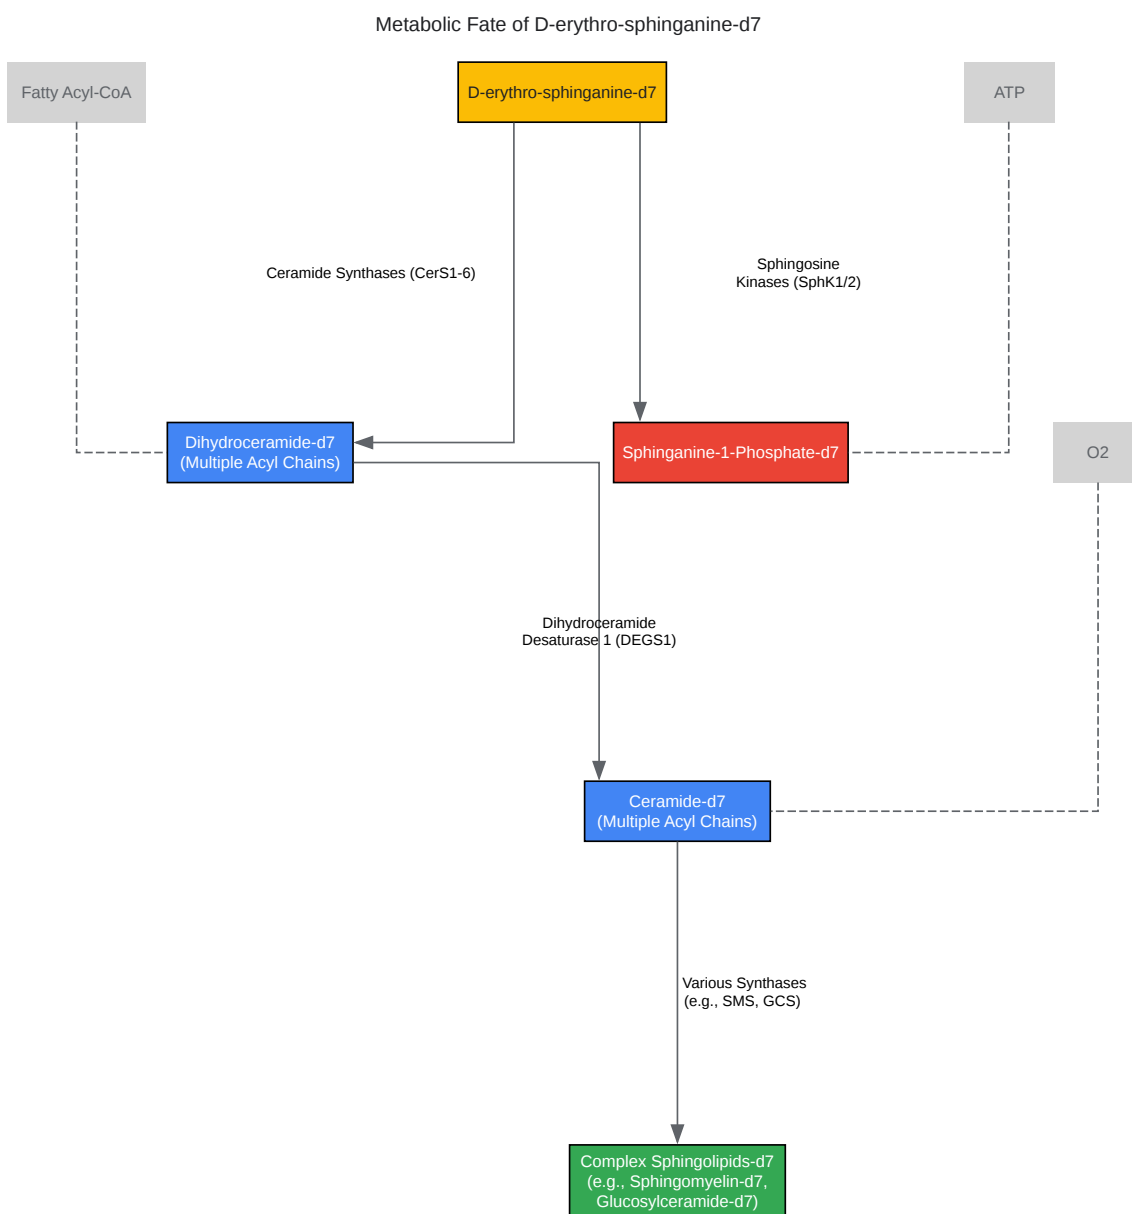 Metabolic Fate of D-erythro-sphinganine-d7
Fatty Acyl-CoA
D-erythro-sphinganine-d7
ATP
Ceramide Synthases (CerS1-6)
Sphingosine
Kinases (SphK1/2)
Dihydroceramide-d7
(Multiple Acyl Chains)
Sphinganine-1-Phosphate-d7
O2
Dihydroceramide
Desaturase 1 (DEGS1)
Ceramide-d7
(Multiple Acyl Chains)
Various Synthases
(e.g., SMS, GCS)
Complex Sphingolipids-d7
(e.g., Sphingomyelin-d7,
Glucosylceramide-d7)